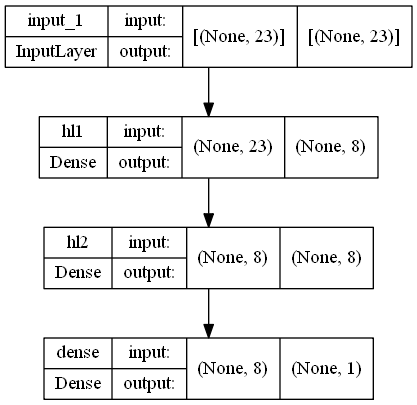 input_1 input: [(None, 23)] [(None, 23)]
InputLayer output:
hl1 input: (None, 23) (None, 8)
Dense output:
hl2 input: (None, 8) (None, 8)
Dense output:
dense input: (None, 8) (None, 1)
Dense output: